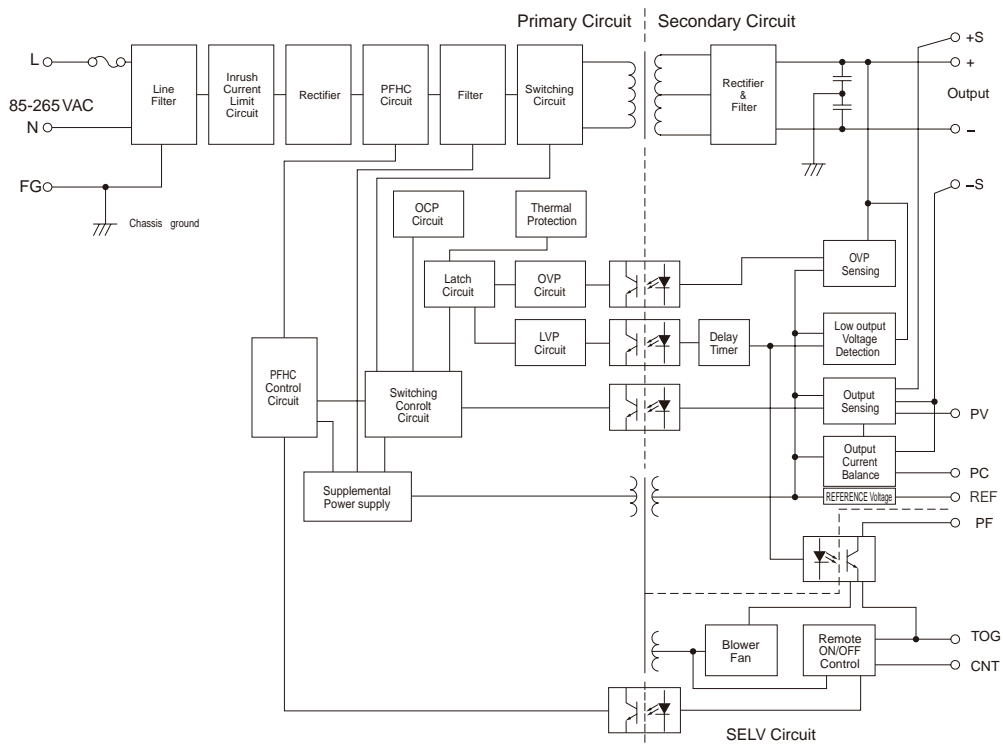 Primary Circuit
Secondary Circuit
+S
L
+
Line
Filter
Inrush
Current
Limit
Circuit
Rectifier
PFHC
Circuit
Filter
Switching
Circuit
Rectifier
&
Filter
Output
85-265 VAC
N
–
FG
–S
Chassis ground
OCP
Circuit
Thermal
Protection
OVP
Sensing
Latch
Circuit
OVP
Circuit
LVP
Circuit
Delay
Timer
Low output
Voltage
Detection
PFHC
Control
Circuit
Switching
Conrolt
Circuit
Output
Sensing
PV
Output
Current
Balance
PC
Supplemental
Power supply
REFERENCE Voltage
REF
PF
Blower
Fan
Remote
ON/OFF
Control
TOG
CNT
SELV Circuit